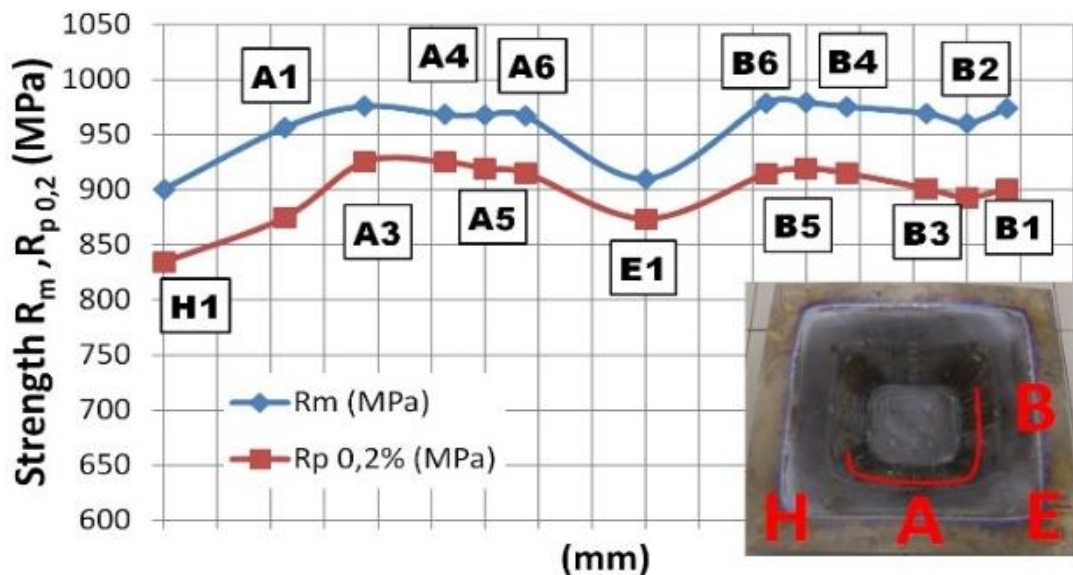 Strength Rm ,Rp 0,2 (MPa)
1050
1000
950
900
850
800
750
700
650
600
H1
A1
A3
A4
A5
A6
E1
B6
B5
B4
B3
B2
B1
Rm (MPa)
Rp 0,2% (MPa)
(mm)
B
H A E